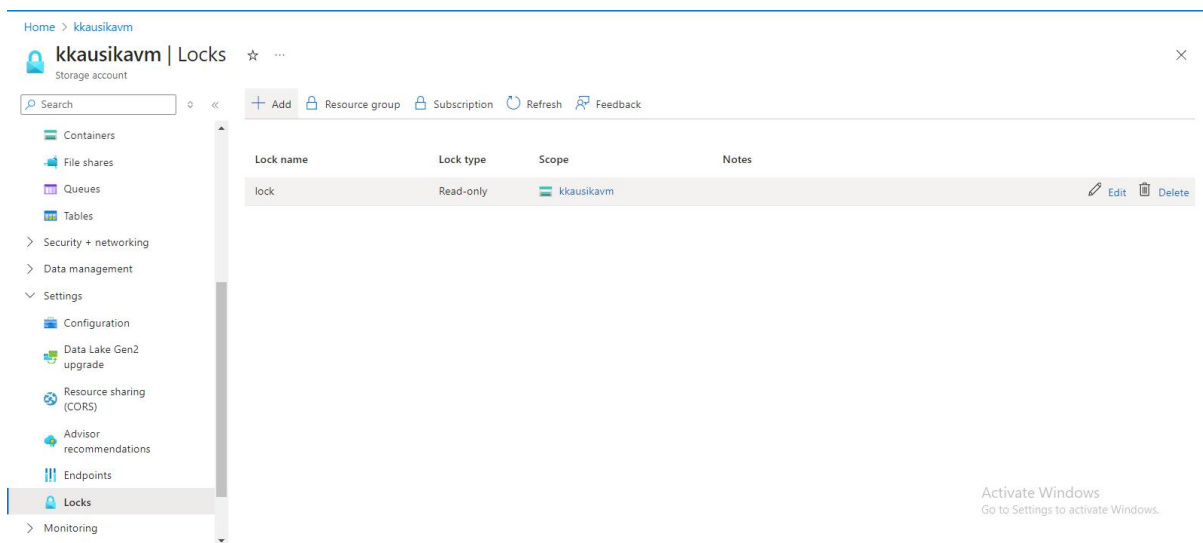 Home > kkausikavm
kkausikavm | Locks
Storage account
Search
Containers
File shares
Queues
Tables
Security + networking
Data management
Settings
Configuration
Data Lake Gen2
upgrade
Resource sharing
(CORS)
Advisor
recommendations
Endpoints
Locks
Monitoring
Add Resource group Subscription Refresh Feedback
Lock name Lock type Scope Notes
lock Read-only kkausikavm Edit Delete
Activate Windows
Go to Settings to activate Windows.